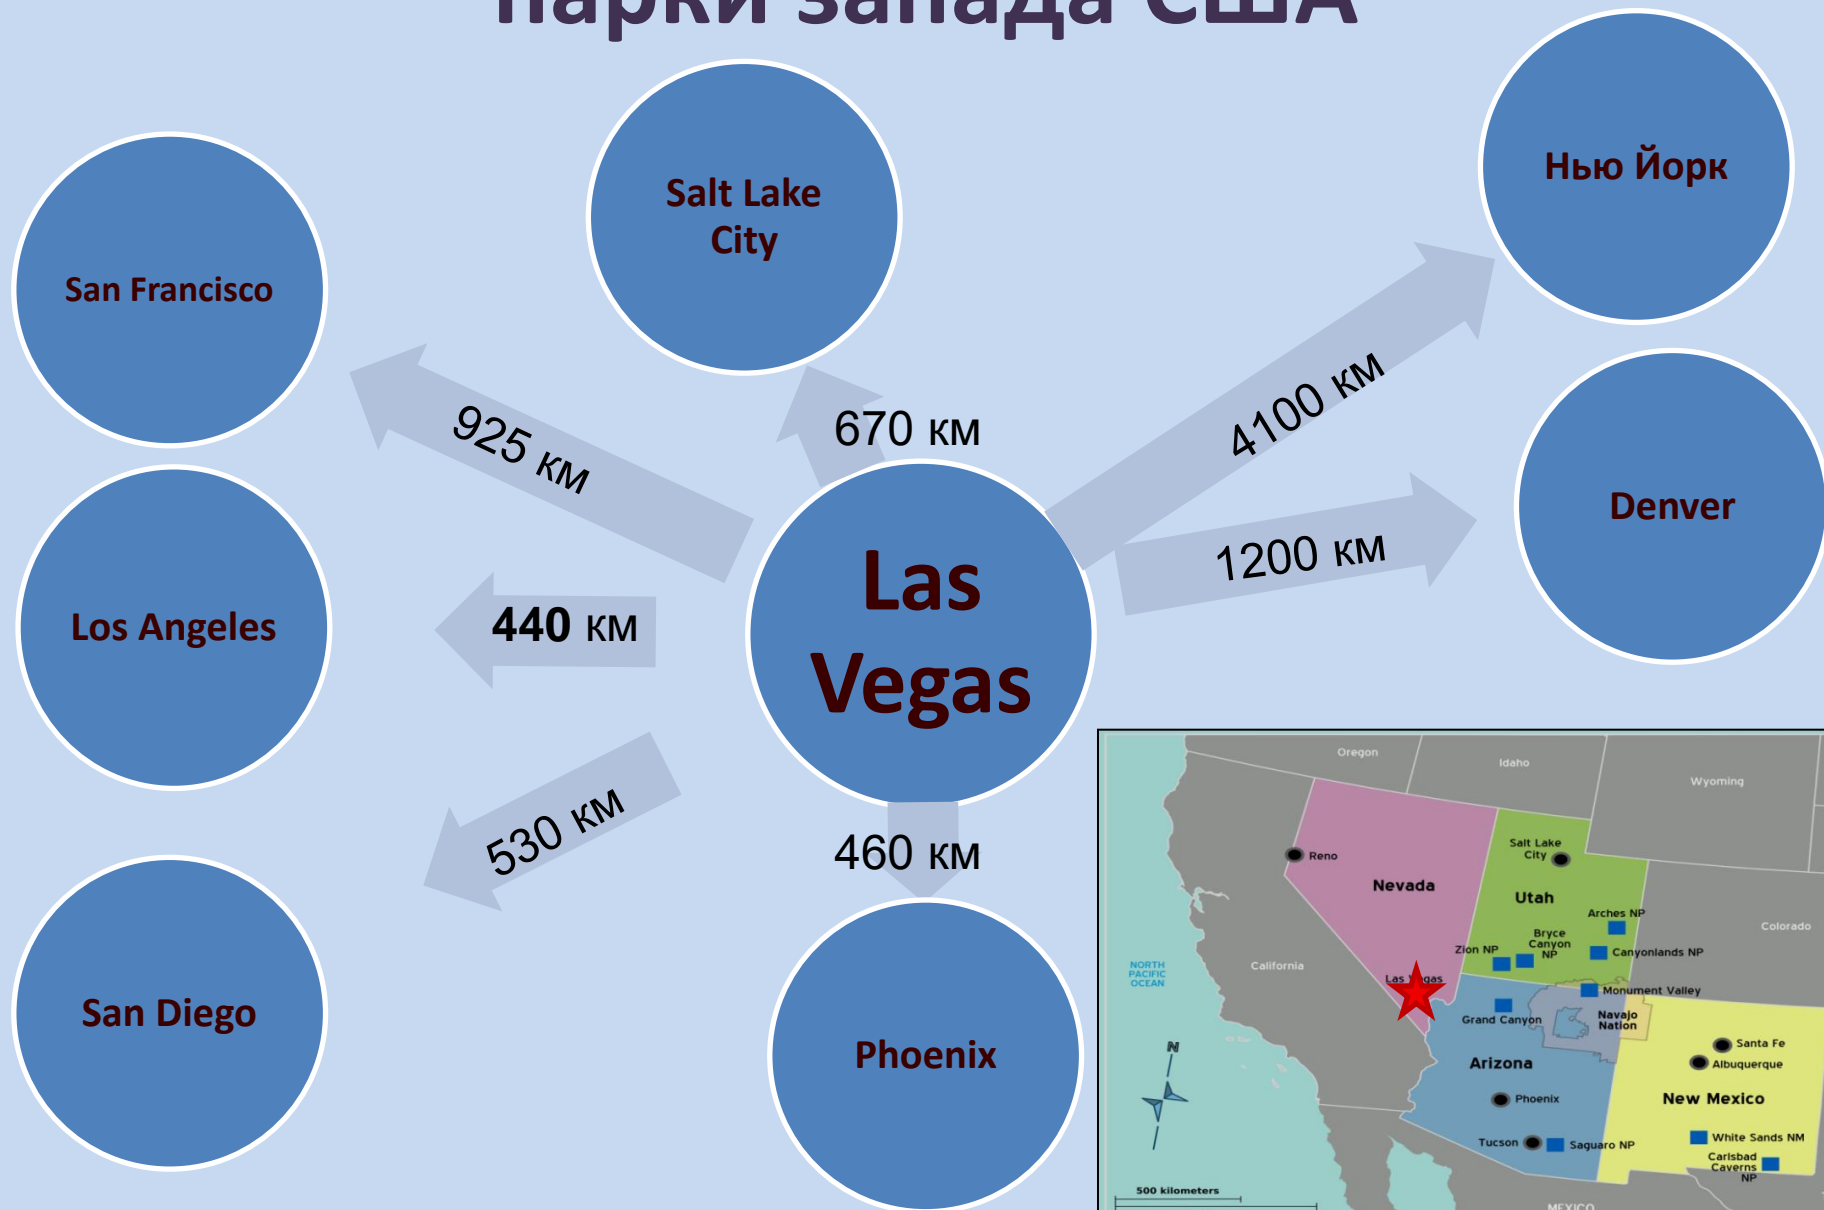 парки запада США
Нью Йорк
Salt Lake
City
San Francisco
925 км
670 км
4100 км
Denver
1200 км
Las
Vegas
Los Angeles
440 км
530 км
460 км
San Diego
Phoenix
Oregon
Idaho
Wyoming
Reno
Salt Lake
City
Nevada
Utah
Arches NP
Colorado
Bryce
Canyon
NP
Zion NP
Canyonlands NP
NORTH
PACIFIC
OCEAN
California
Las Vegas
Monument Valley
Grand Canyon
Navajo
Nation
N
Santa Fe
Albuquerque
Arizona
Phoenix
New Mexico
Tucson
Saguaro NP
White Sands NM
Carlsbad
Caverns
NP
500 kilometers
MEXICO